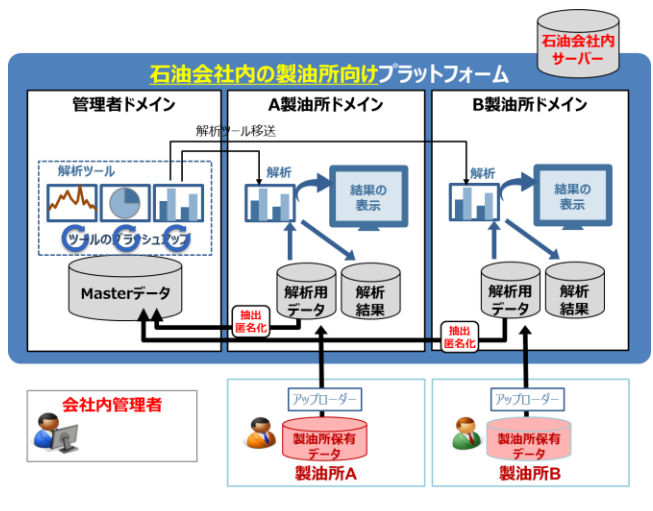 石油会社内
サーバー
石油会社内の製油所向けプラットフォーム
管理者ドメイン
A製油所ドメイン
B製油所ドメイン
解析ツール移送
解析ツール
解析
結果の
表示
解析
結果の
表示
ツールのブラッシュアップ
Masterデータ
解析用
データ
解析
結果
解析用
データ
解析
結果
抽出
匿名化
抽出
匿名化
会社内管理者
アップローダー
製油所保有
データ
製油所A
アップローダー
製油所保有
データ
製油所B